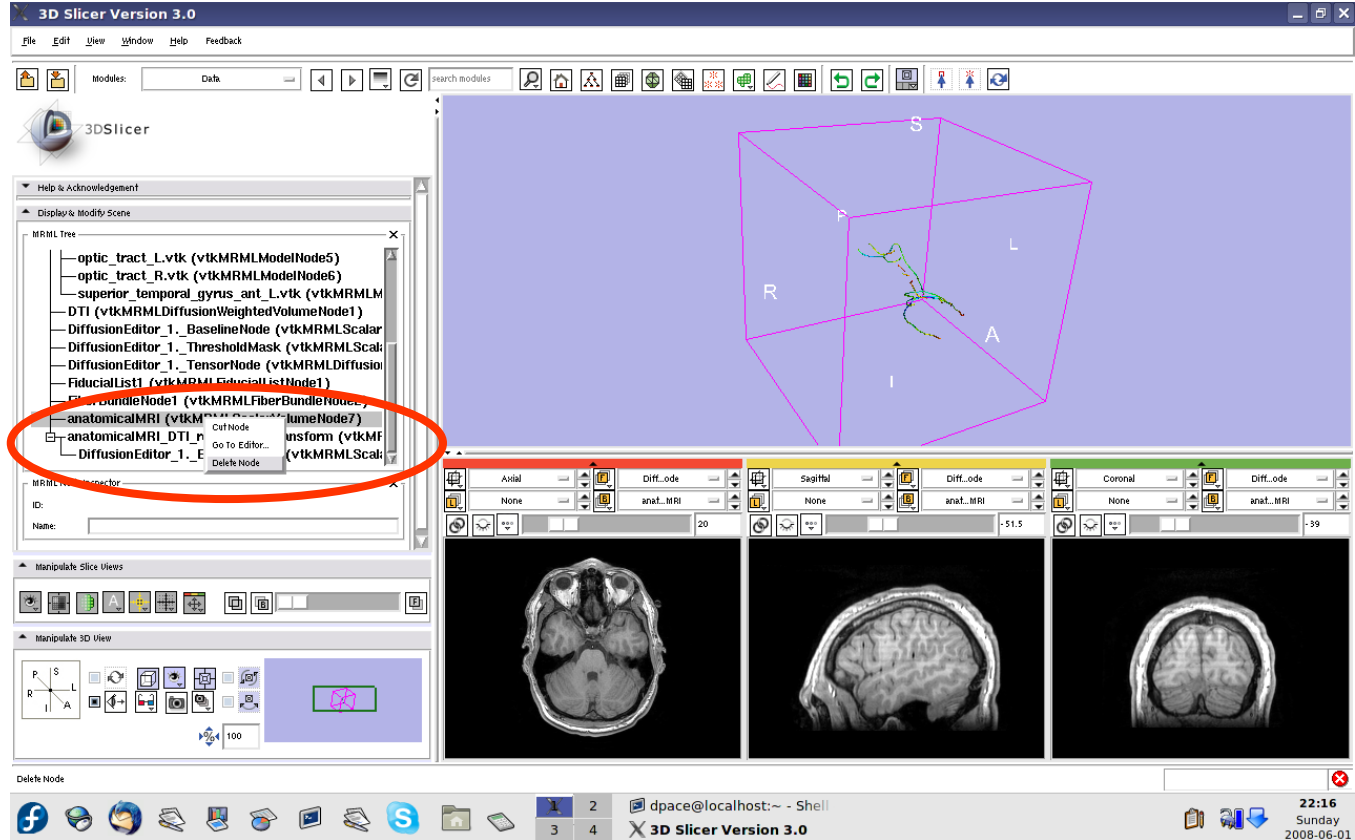 3D Slicer Version 3.0
File Edit View Window Help Feedback
Modules: Data search modules
3DSlicer
Help & Acknowledgement
Display & Modify Scene
MRML Tree
optic_tract_L.vtk (vtkMRMLModelNode5)
optic_tract_R.vtk (vtkMRMLModelNode6)
superior_temporal_gyrus_ant_L.vtk (vtkMRMLM
DTI (vtkMRMLDiffusionWeightedVolumeNode1)
DiffusionEditor_1._BaselineNode (vtkMRMLScalar
DiffusionEditor_1._ThresholdMask (vtkMRMLScala
DiffusionEditor_1._TensorNode (vtkMRMLDiffusio
FiducialList1 (vtkMRMLFiducialListNode1)
FiberBundleNode1 (vtkMRMLFiberBundleNode2)
anatomicalMRI (vtkMRMLScalarVolumeNode7)
anatomicalMRI_DTI_r ansform (vtkMR
DiffusionEditor_1._B (vtkMRMLScala
Cut Node
Go To Editor...
Delete Node
MRML Node Inspector
ID:
Name:
Manipulate Slice Views
Manipulate 3D View
P S
R L
I A
% 100
S
P
L
R
A
I
Axial Diff...ode
None anat...MRI
20
Sagittal Diff...ode
None anat...MRI
-51.5
Coronal Diff...ode
None anat...MRI
-39
Delete Node
1 2
3 4
dpace@localhost:~ - Shell
3D Slicer Version 3.0
22:16
Sunday
2008-06-01